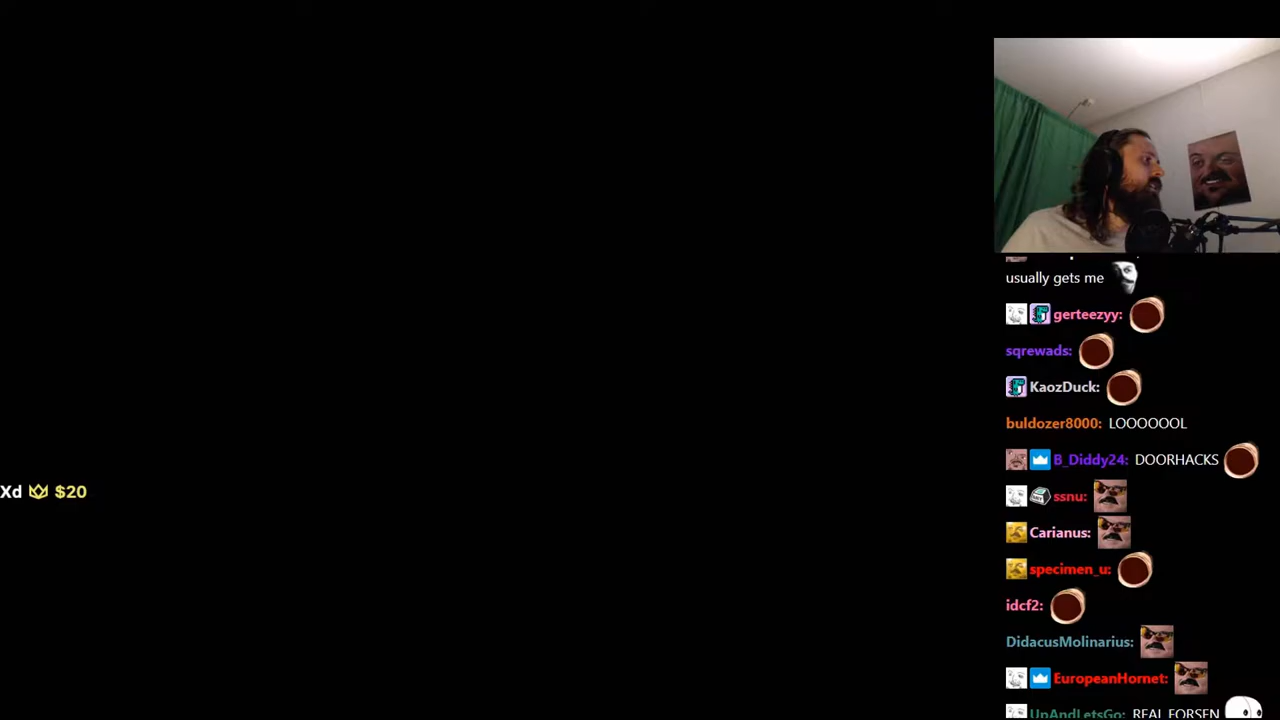 usually gets me
gerteezyy:
sqrewads:
KaozDuck:
buldozer8000: LOOOOOOL
B_Diddy24: DOORHACKS
ssnu:
Carianus:
specimen_u:
idcf2:
DidacusMolinarius:
EuropeanHornet:
UpAndLetsGo: REAL FORSEN
Xd $20